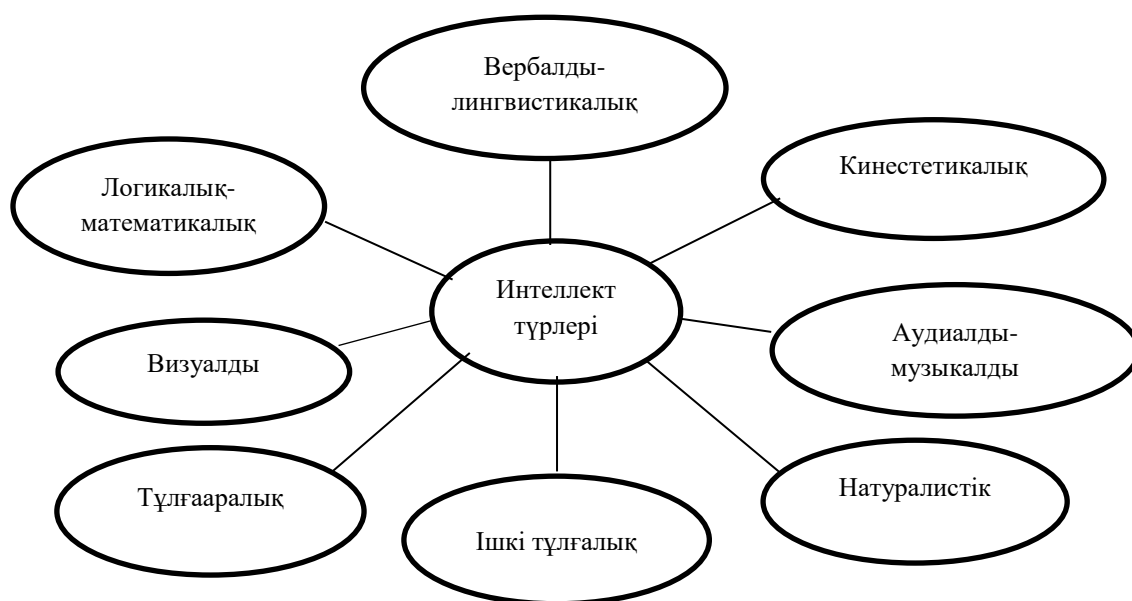 Вербалды-
лингвистикалық
Кинестетикалық
Логикалық-
математикалық
Интеллект
түрлері
Аудиалды-
музыкалды
Визуалды
Тұлғааралық
Натуралистік
Ішкі тұлғалық